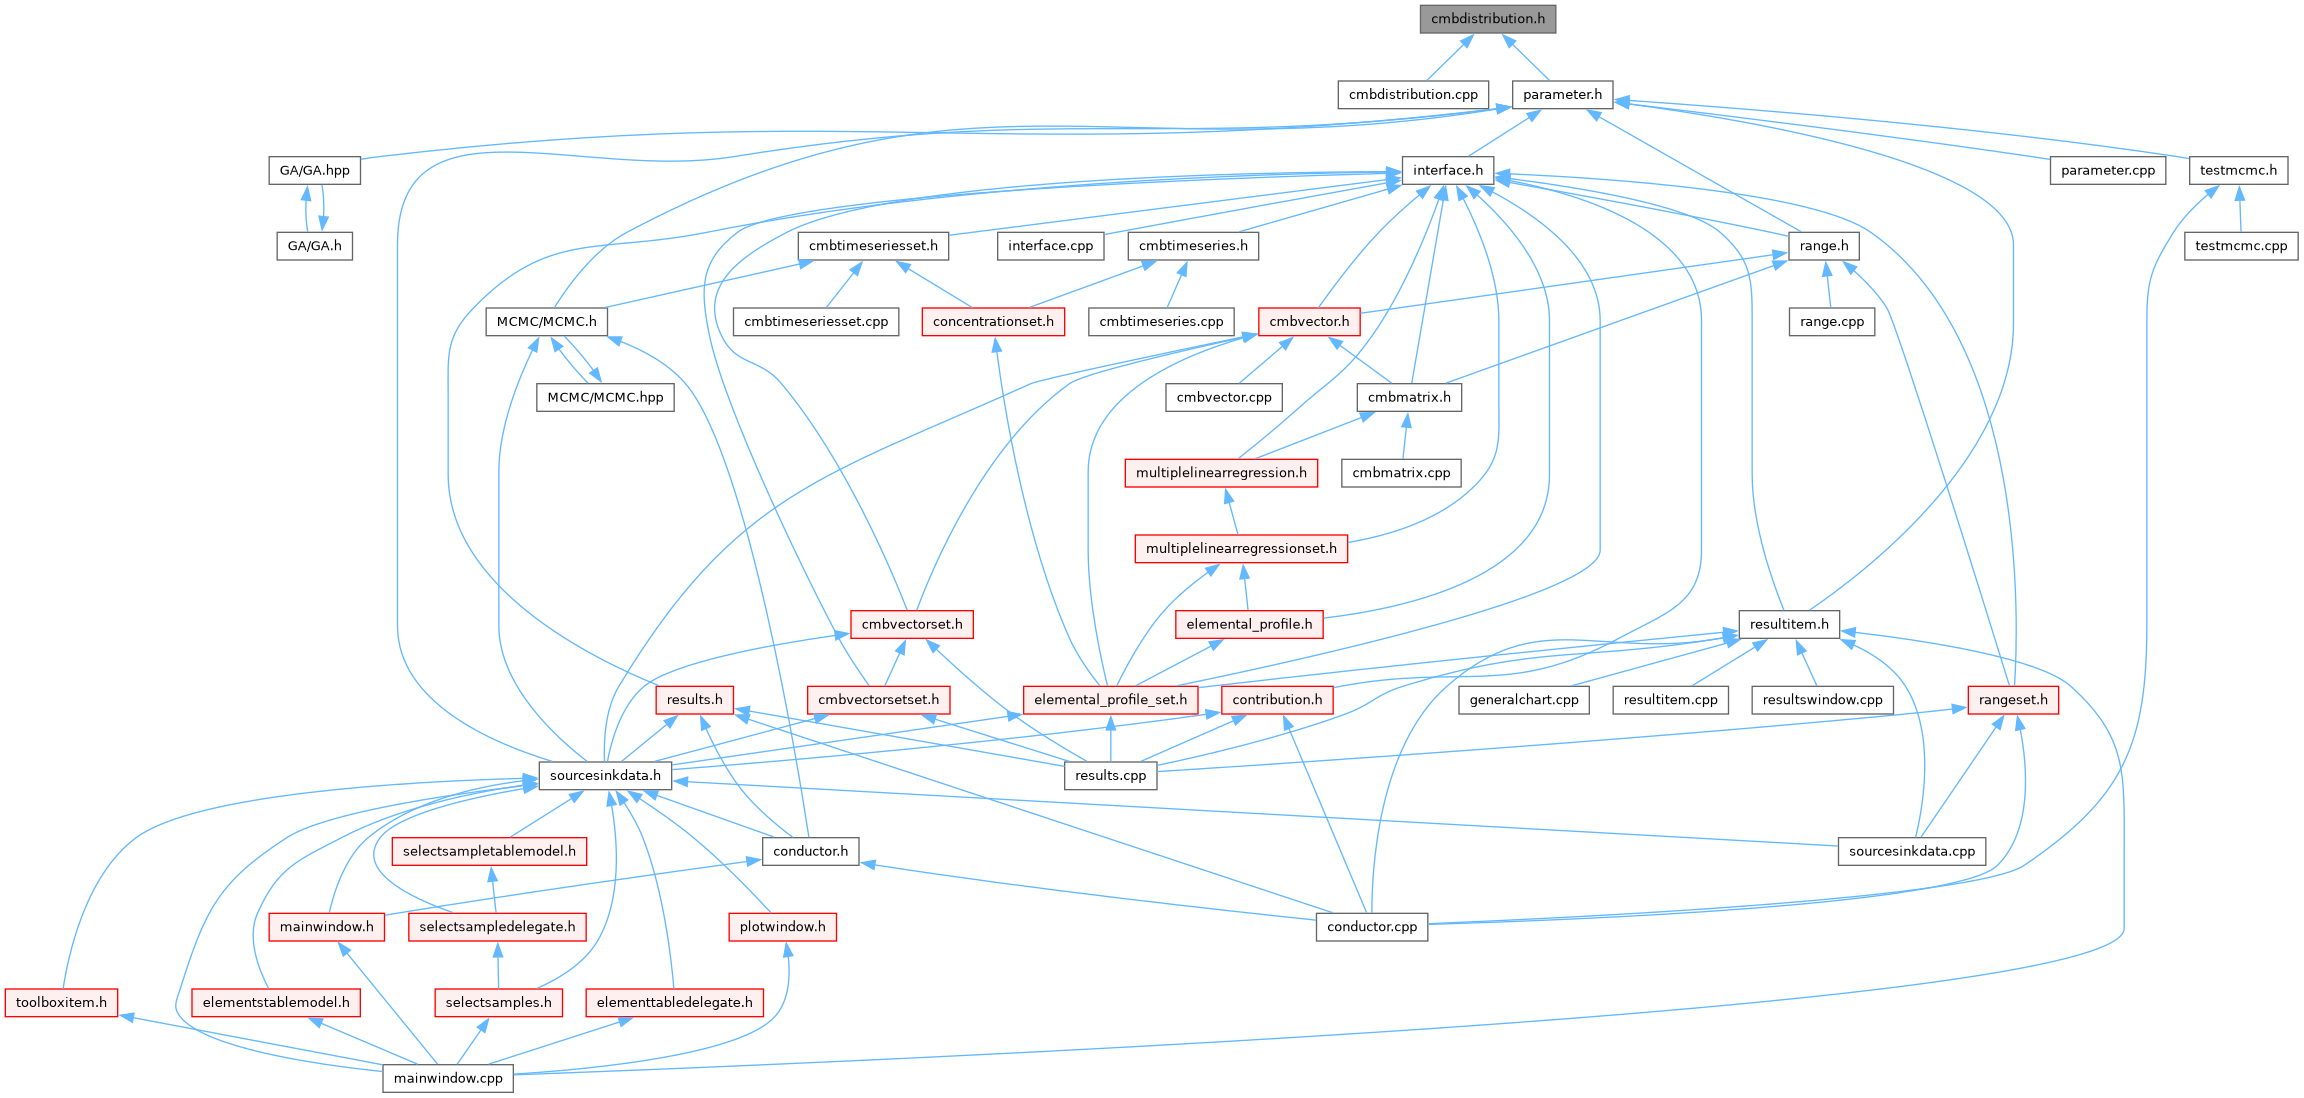 cmbdistribution.h
cmbdistribution.cpp
parameter.h
GA/GA.hpp
interface.h
parameter.cpp
testmcmc.h
GA/GA.h
cmbtimeseriesset.h
interface.cpp
cmbtimeseries.h
range.h
testmcmc.cpp
MCMC/MCMC.h
cmbtimeseriesset.cpp
concentrationset.h
cmbtimeseries.cpp
cmbvector.h
range.cpp
MCMC/MCMC.hpp
cmbvector.cpp
cmbmatrix.h
multiplelinearregression.h
cmbmatrix.cpp
multiplelinearregressionset.h
cmbvectorset.h
elemental_profile.h
resultitem.h
results.h
cmbvectorsetset.h
elemental_profile_set.h
contribution.h
generalchart.cpp
resultitem.cpp
resultswindow.cpp
rangeset.h
sourcesinkdata.h
results.cpp
selectsampletablemodel.h
conductor.h
sourcesinkdata.cpp
mainwindow.h
selectsampledelegate.h
plotwindow.h
conductor.cpp
toolboxitem.h
elementstablemodel.h
selectsamples.h
elementtabledelegate.h
mainwindow.cpp